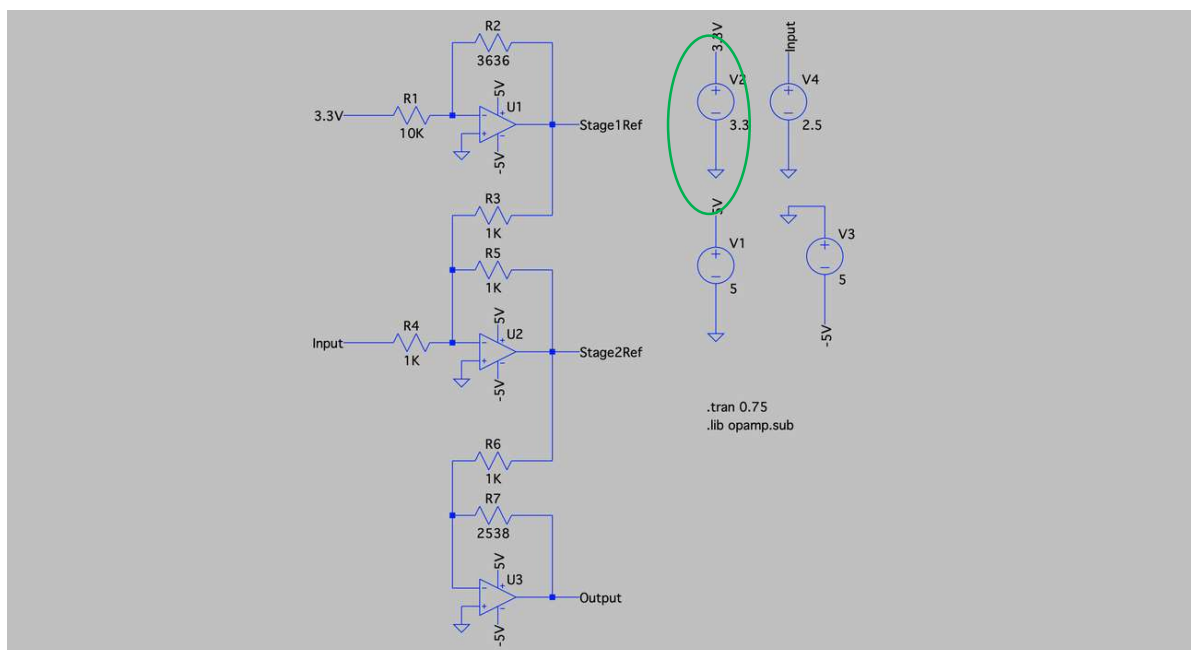 R2
3636
5V
U1
R1
3.3V
10K
Stage1Ref
-5V
R3
1K
R5
1K
5V
U2
R4
Input
1K
Stage2Ref
-5V
R6
1K
R7
2538
5V
U3
Output
-5V
3.3V
V2
3.3
Input
V4
2.5
5V
V1
5
V3
5
-5V
.tran 0.75
.lib opamp.sub